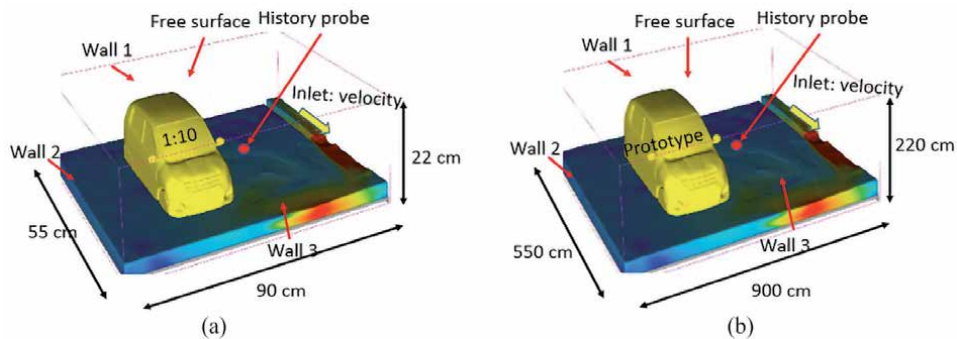 Free surface
History probe
Wall 1
Inlet: velocity
1:10
Wall 2
22 cm
55 cm
Wall 3
90 cm
(a)
Free surface
History probe
Wall 1
Inlet: velocity
Prototype
Wall 2
220 cm
550 cm
Wall 3
900 cm
(b)